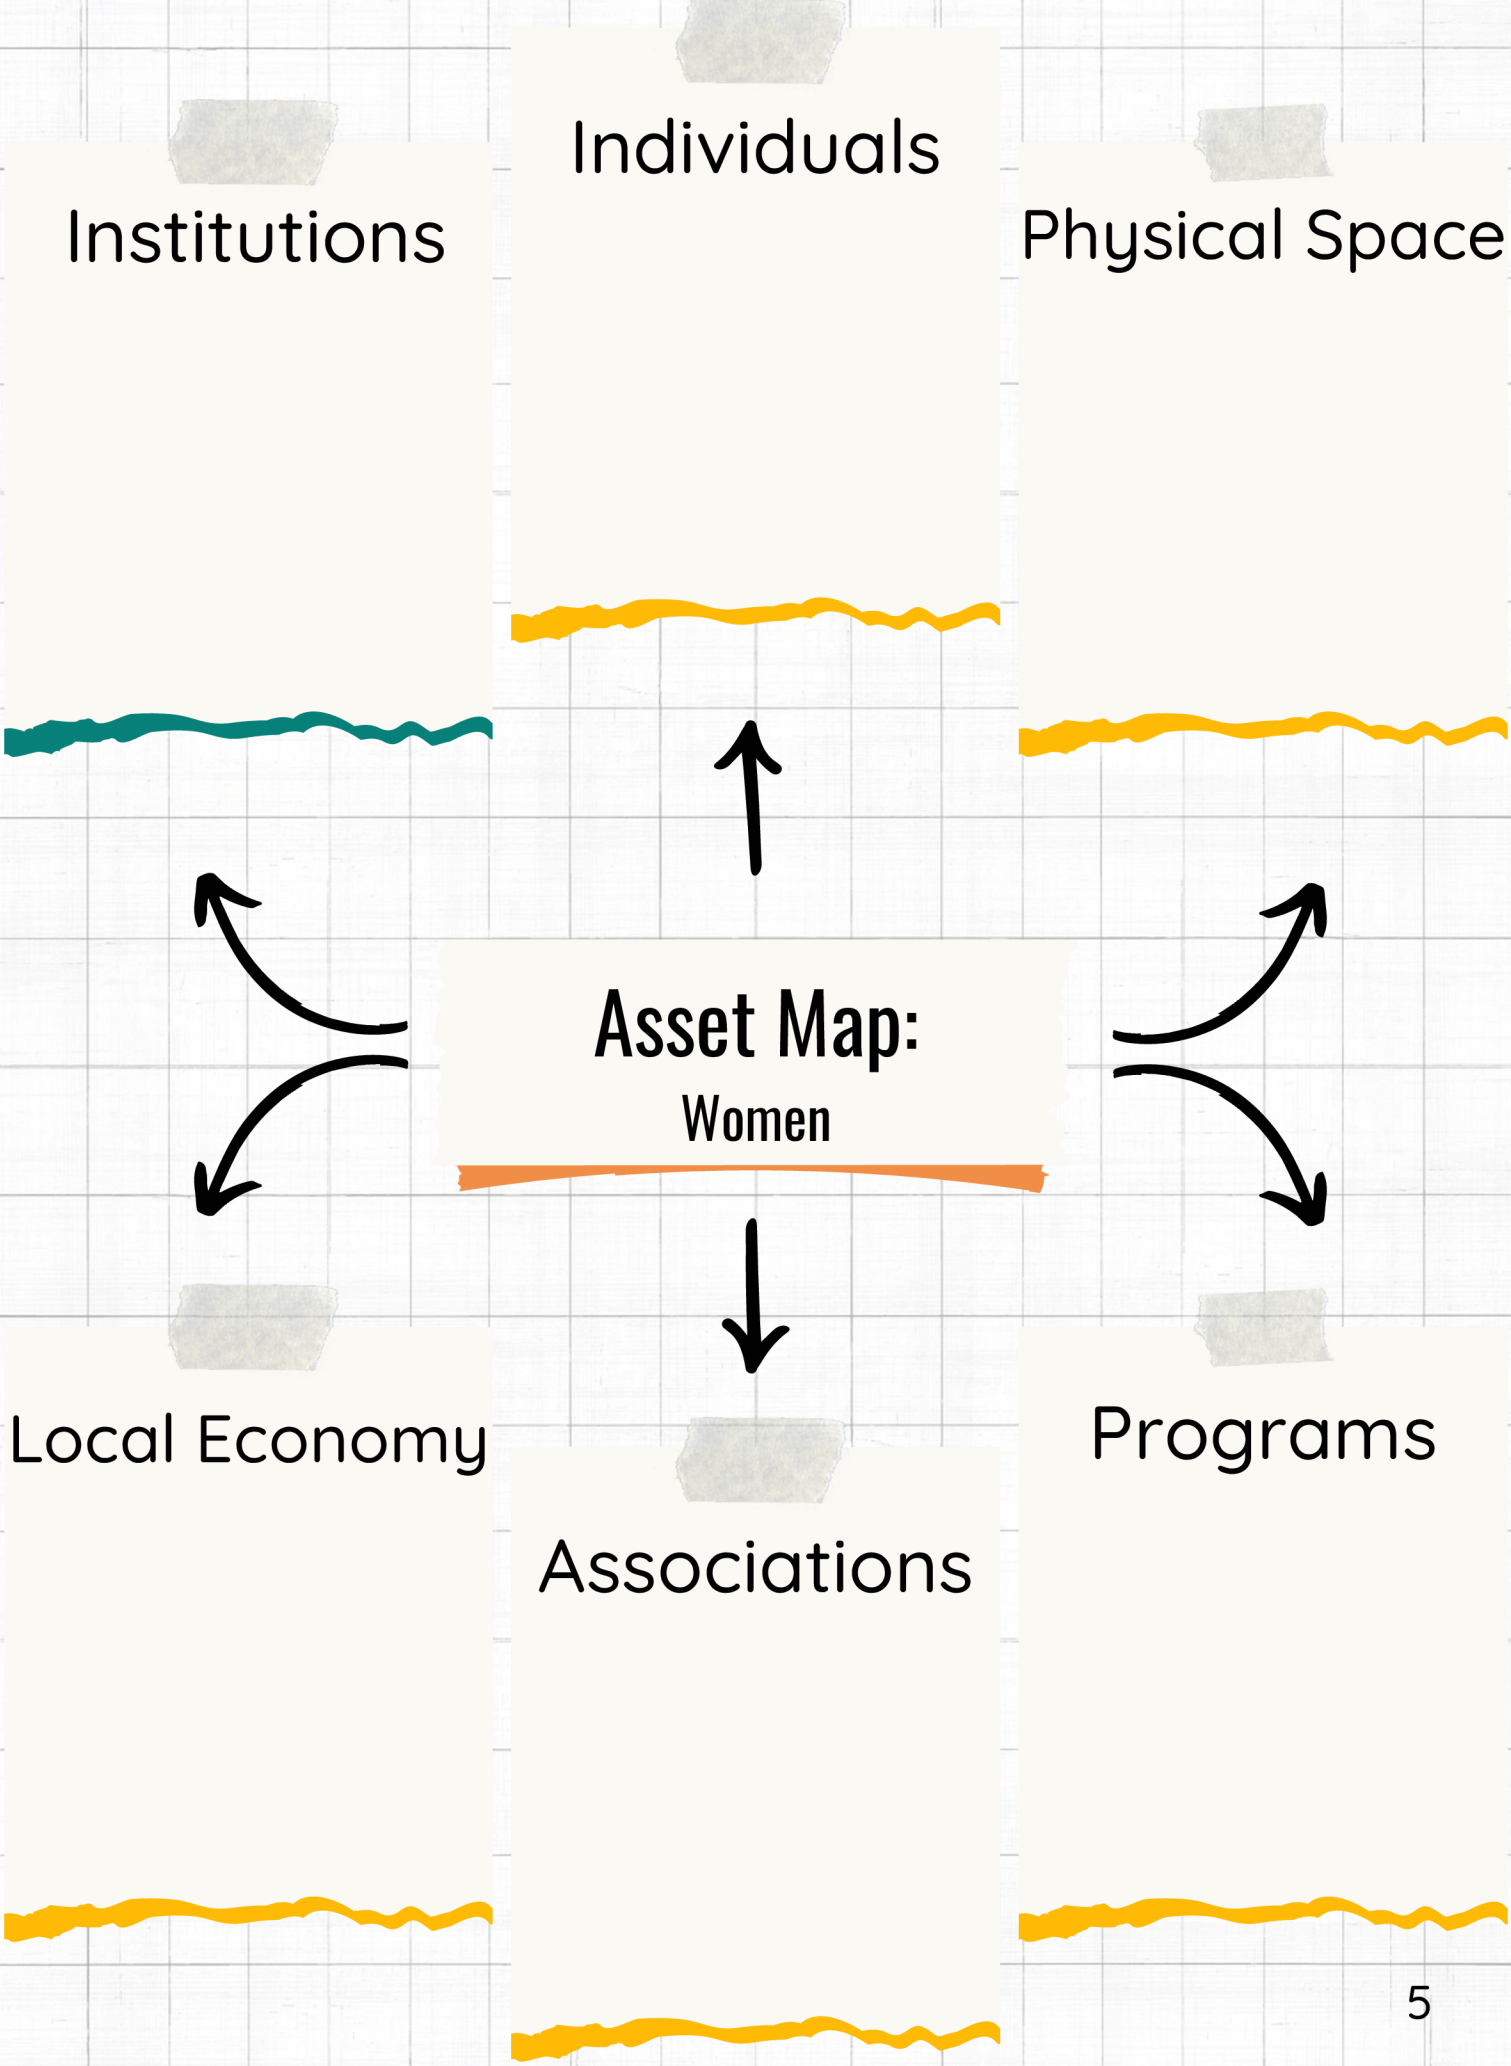 Individuals
Institutions
Physical Space
Asset Map:
Women
Local Economy
Programs
Associations
5